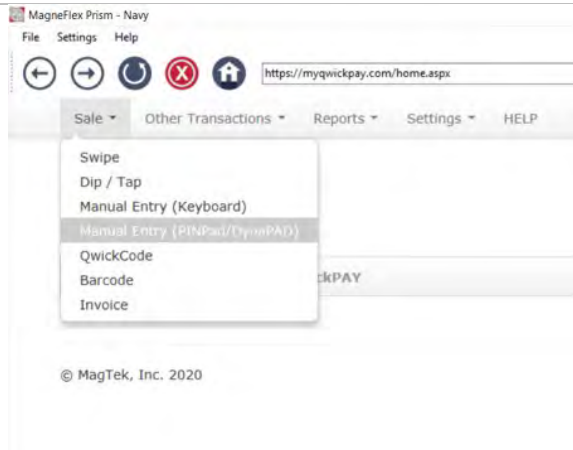 MagneFlex Prism - Navy
File Settings Help
https://myqwickpay.com/home.aspx
Sale Other Transactions Reports Settings HELP
Swipe
Dip / Tap
Manual Entry (Keyboard)
Manual Entry (PINPad/DynaPAD)
QwickCode
Barcode
ckPAY
Invoice
© MagTek, Inc. 2020